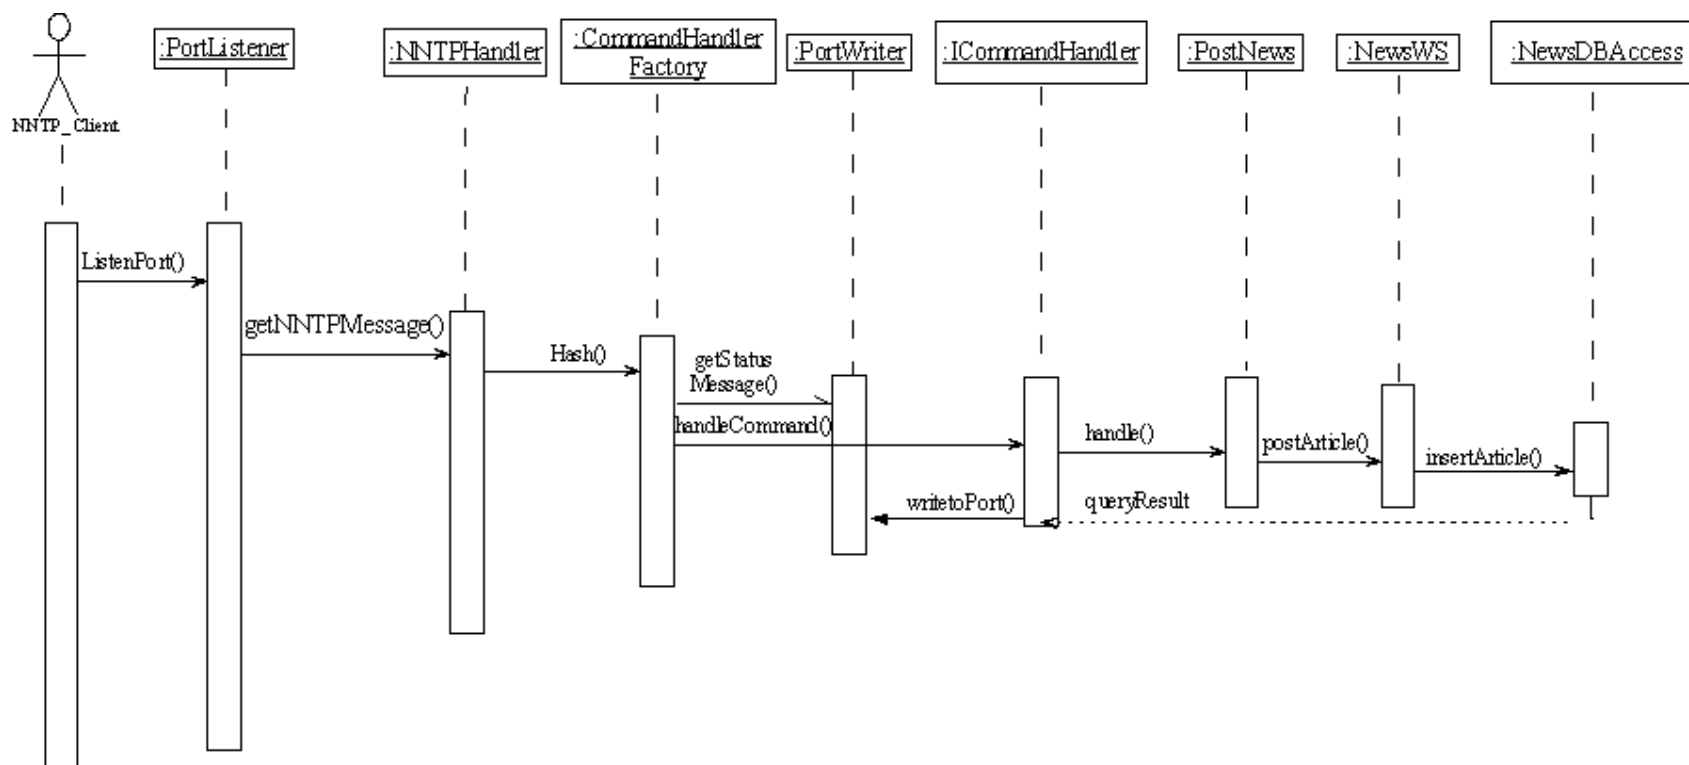 :PortListener
:NNTPHandler
:CommandHandler
Factory
:PortWriter
:ICommandHandler
:PostNews
:NewsWS
:NewsDBAccess
NNTP_Client
ListenPort()
getNNTPMessage()
Hash()
getStatus
Message()
handleCommand()
handle()
postArticle()
insertArticle()
writetoPort()
queryResult